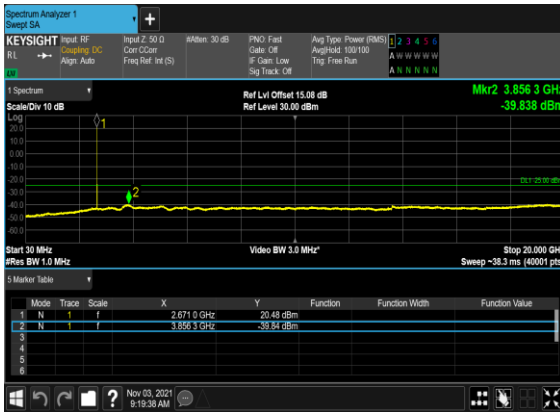 Spectrum Analyzer 1
Swept SA
+
KEYSIGHT Input: RF Input Z: 50 Ω #Atten: 30 dB PNO: Fast Avg Type: Power (RMS) 1 2 3 4 5 6
RL Coupling: DC Corr CCorr Gate: Off Avg|Hold: 100/100 A W W W W W
Align: Auto Freq Ref: Int (S) IF Gain: Low Trig: Free Run
LW Sig Track: Off A N N N N N
1 Spectrum Ref Lvl Offset 15.08 dB Mkr2 3.856 3 GHz
Scale/Div 10 dB Ref Level 30.00 dBm -39.838 dBm
Log
20.0
10.0
0.00
-10.0
-20.0
-30.0
-40.0
-50.0
-60.0
1
2
DL1 -25.00 dBm
Start 30 MHz Video BW 3.0 MHz* Stop 20.000 GHz
#Res BW 1.0 MHz Sweep ~38.3 ms (40001 pts)
5 Marker Table
Mode Trace Scale X Y Function Function Width Function Value
1 N 1 f 2.671 0 GHz 20.48 dBm
2 N 1 f 3.856 3 GHz -39.84 dBm
3
4
5
6
? Nov 03, 2021
9:19:38 AM